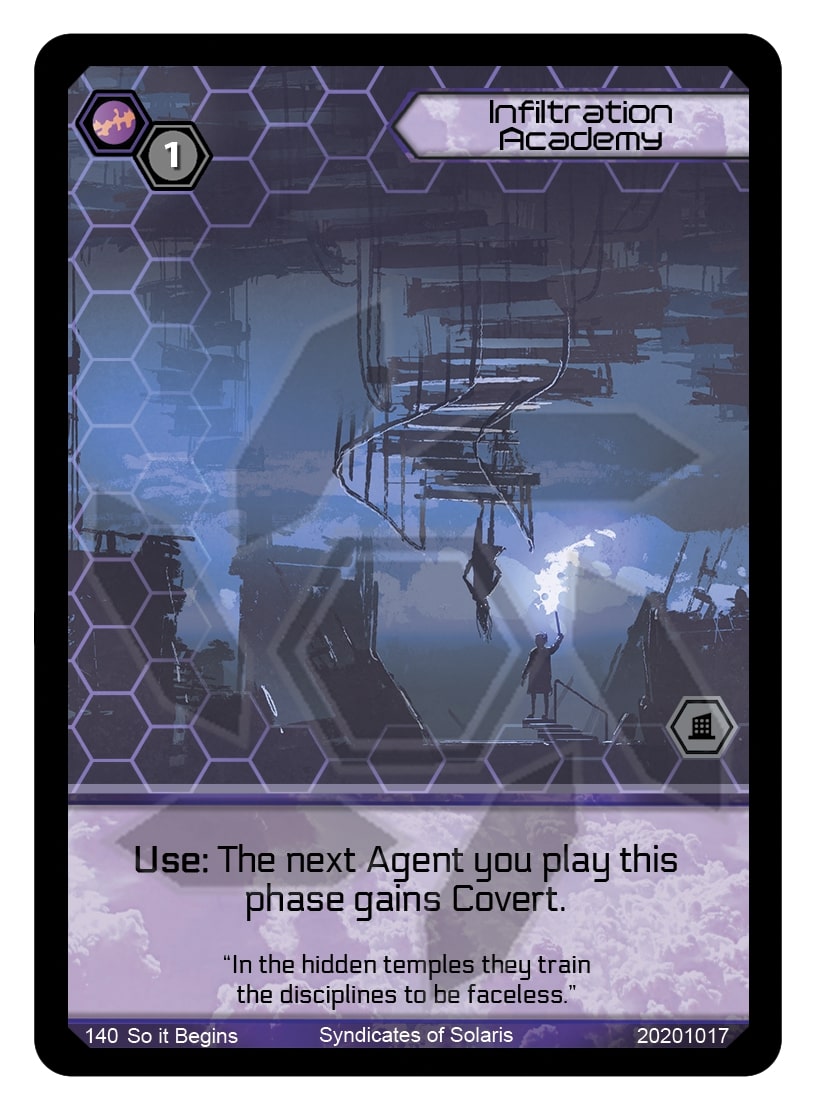 1
Infiltration
Academy
Use: The next Agent you play this
phase gains Covert.
“In the hidden temples they train
the disciplines to be faceless.”
140 So it Begins Syndicates of Solaris 20201017